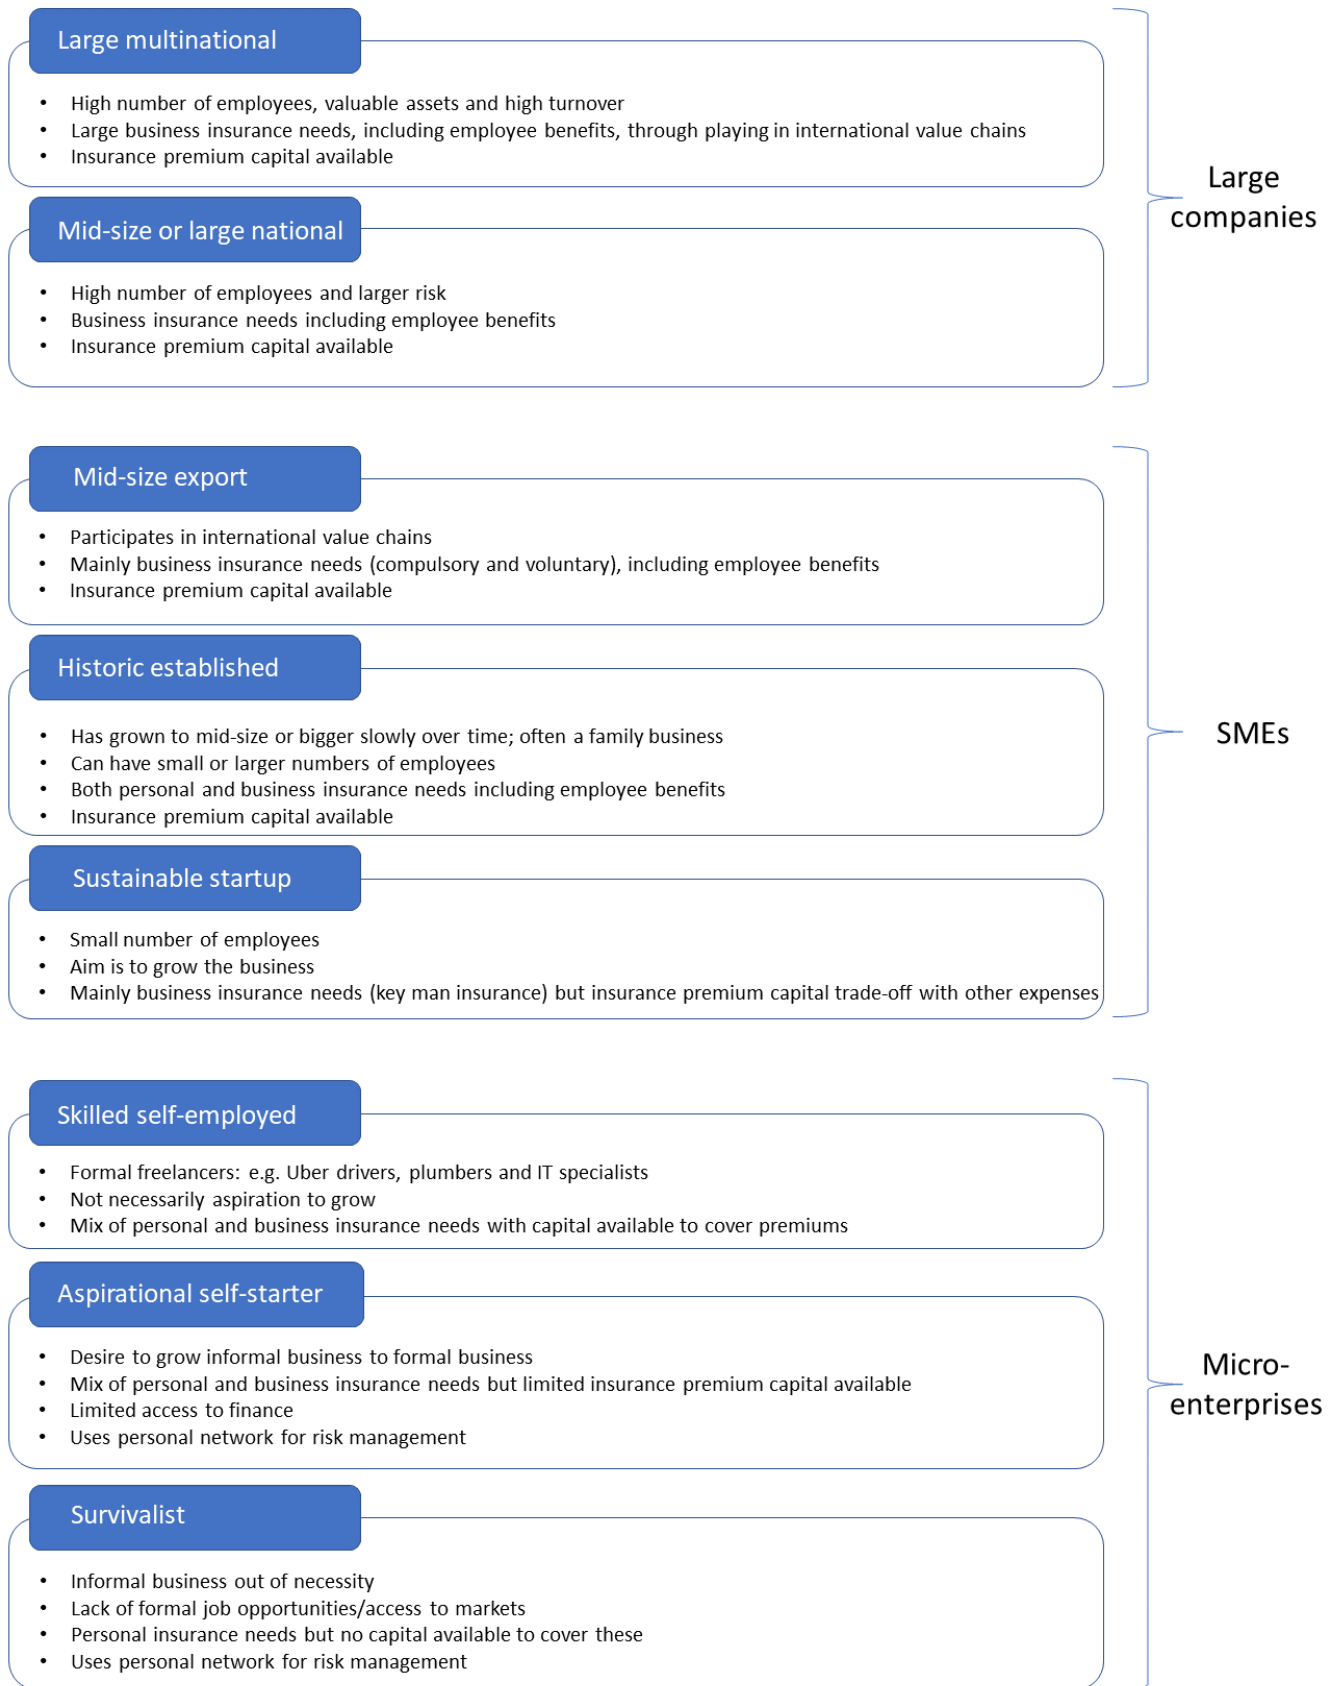 Large multinational
• High number of employees, valuable assets and high turnover
• Large business insurance needs, including employee benefits, through playing in international value chains
• Insurance premium capital available
Mid-size or large national
• High number of employees and larger risk
• Business insurance needs including employee benefits
• Insurance premium capital available
Large
companies
Mid-size export
• Participates in international value chains
• Mainly business insurance needs (compulsory and voluntary), including employee benefits
• Insurance premium capital available
Historic established
• Has grown to mid-size or bigger slowly over time; often a family business
• Can have small or larger numbers of employees
• Both personal and business insurance needs including employee benefits
• Insurance premium capital available
Sustainable startup
• Small number of employees
• Aim is to grow the business
• Mainly business insurance needs (key man insurance) but insurance premium capital trade-off with other expenses
SMEs
Skilled self-employed
• Formal freelancers: e.g. Uber drivers, plumbers and IT specialists
• Not necessarily aspiration to grow
• Mix of personal and business insurance needs with capital available to cover premiums
Aspirational self-starter
• Desire to grow informal business to formal business
• Mix of personal and business insurance needs but limited insurance premium capital available
• Limited access to finance
• Uses personal network for risk management
Survivalist
• Informal business out of necessity
• Lack of formal job opportunities/access to markets
• Personal insurance needs but no capital available to cover these
• Uses personal network for risk management
Micro-
enterprises